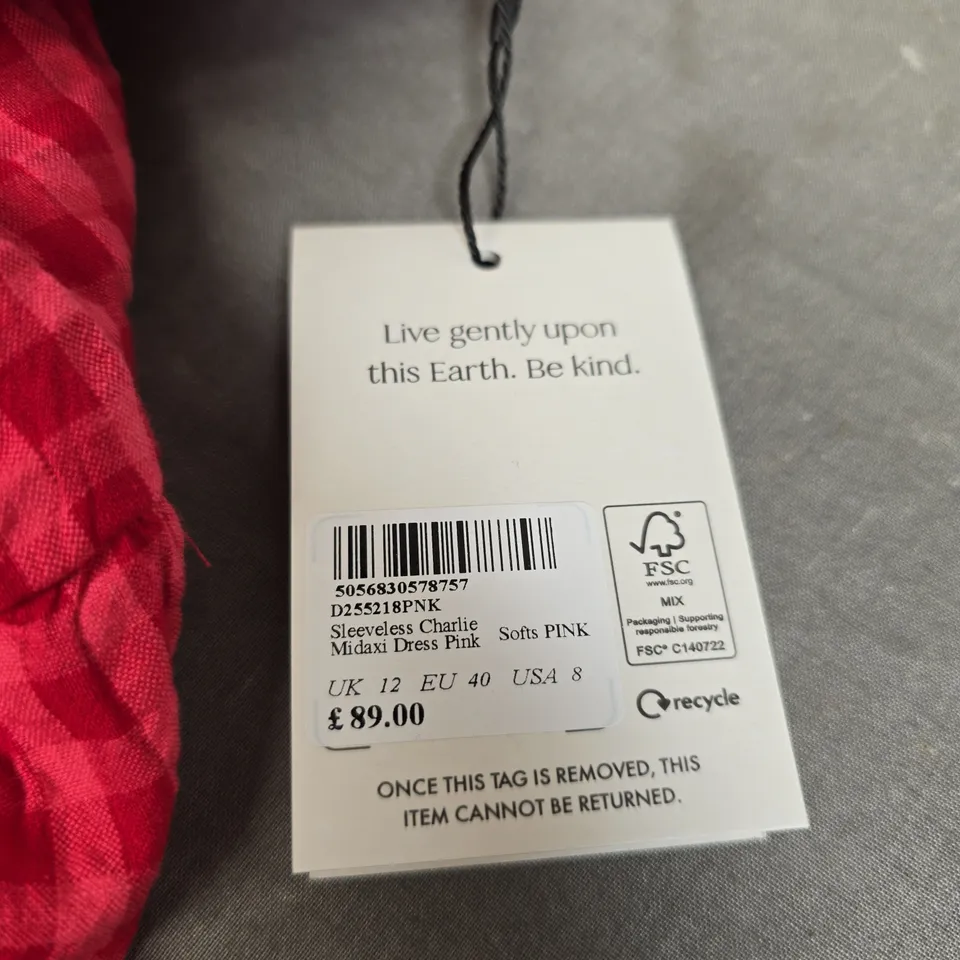 Live gently upon
this Earth. Be kind.
5056830578757
D255218PNK
Sleeveless Charlie
Midaxi Dress Pink Softs PINK
UK 12 EU 40 USA 8
£ 89.00
FSC
www.fsc.org
MIX
Packaging | Supporting
responsible forestry
FSC® C140722
recycle
ONCE THIS TAG IS REMOVED, THIS
ITEM CANNOT BE RETURNED.